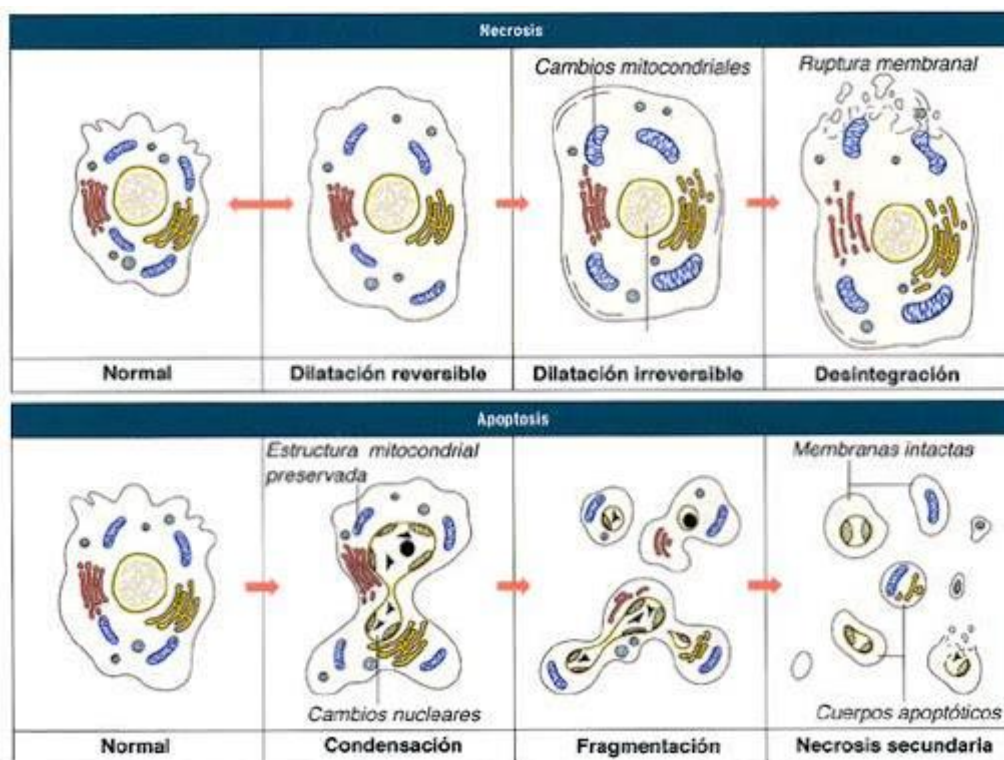 Necrosis
Cambios mitocondriales
Ruptura membranal
Normal
Dilatación reversible
Dilatación irreversible
Desintegración
Apoptosis
Estructura mitocondrial
preservada
Membranas intactas
Cambios nucleares
Cuerpos apoptóticos
Normal
Condensación
Fragmentación
Necrosis secundaria